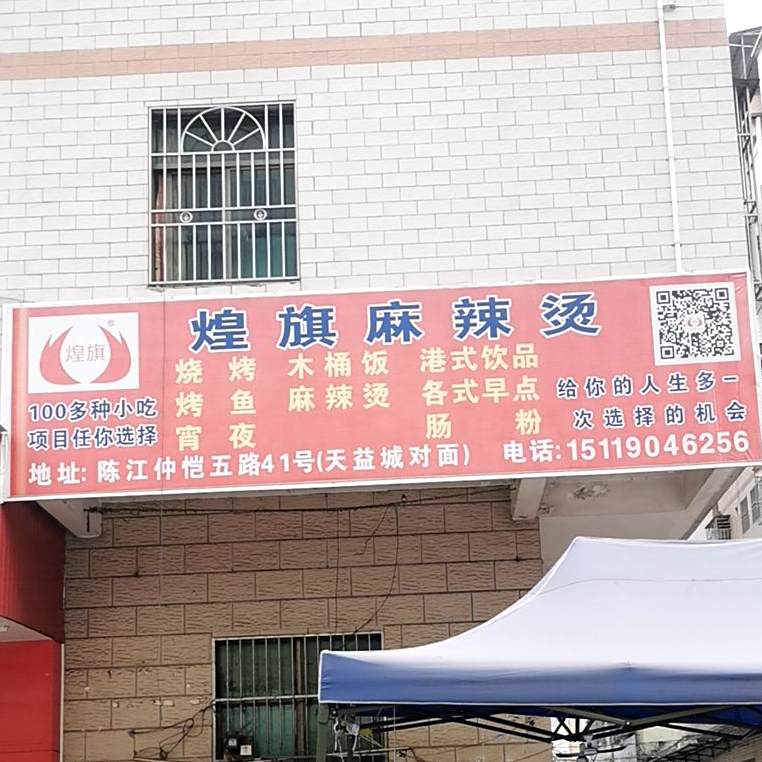 煌旗麻辣烫
煌旗®
烧烤 木桶饭 港式饮品
烤鱼 麻辣烫 各式早点
宵夜 肠粉
100多种小吃
项目任你选择
给你的人生多一
次选择的机会
地址: 陈江仲恺五路41号(天益城对面) 电话: 15119046256